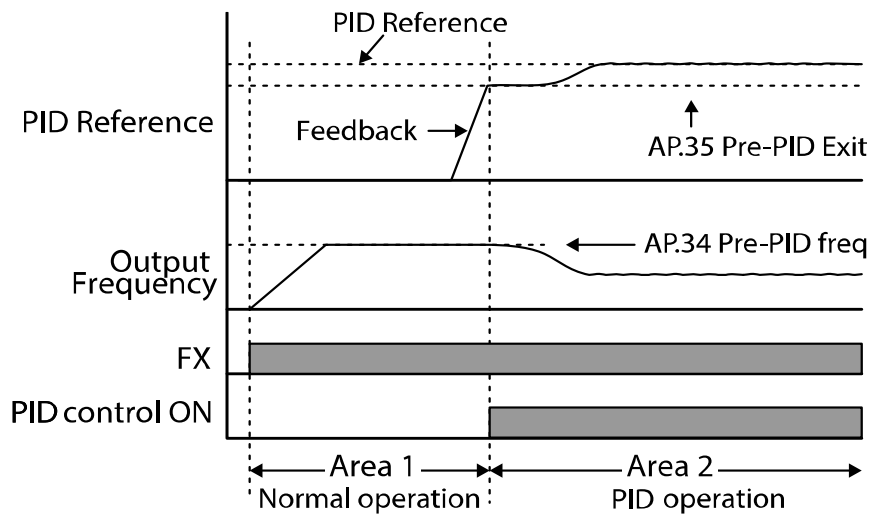 PID Reference
PID Reference
Feedback
AP.35 Pre-PID Exit
AP.34 Pre-PID freq
Output
Frequency
FX
PID control ON
Area 1
Area 2
Normal operation
PID operation